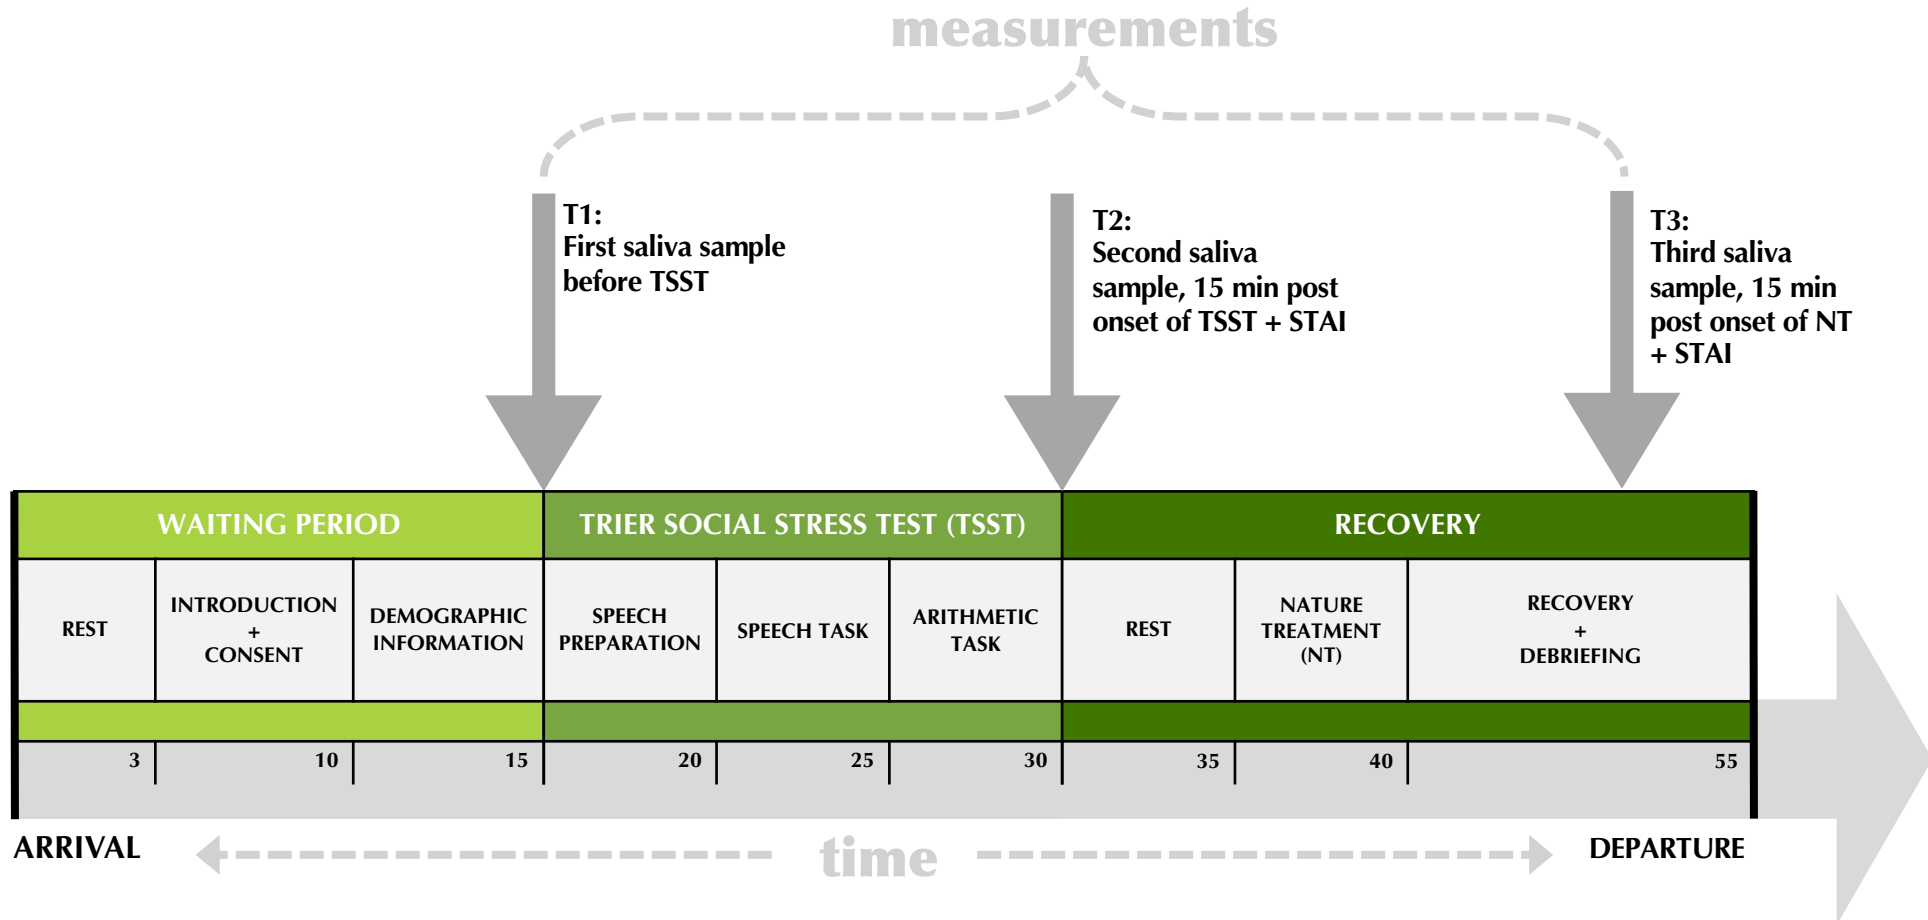 measurements
T1:
First saliva sample
before TSST
T2:
Second saliva
sample, 15 min post
onset of TSST + STAI
T3:
Third saliva
sample, 15 min
post onset of NT
+ STAI
WAITING PERIOD
TRIER SOCIAL STRESS TEST (TSST)
RECOVERY
REST
INTRODUCTION
+
CONSENT
DEMOGRAPHIC
INFORMATION
SPEECH
PREPARATION
SPEECH TASK
ARITHMETIC
TASK
REST
NATURE
TREATMENT
(NT)
RECOVERY
+
DEBRIEFING
3
10
15
20
25
30
35
40
55
ARRIVAL
time
DEPARTURE